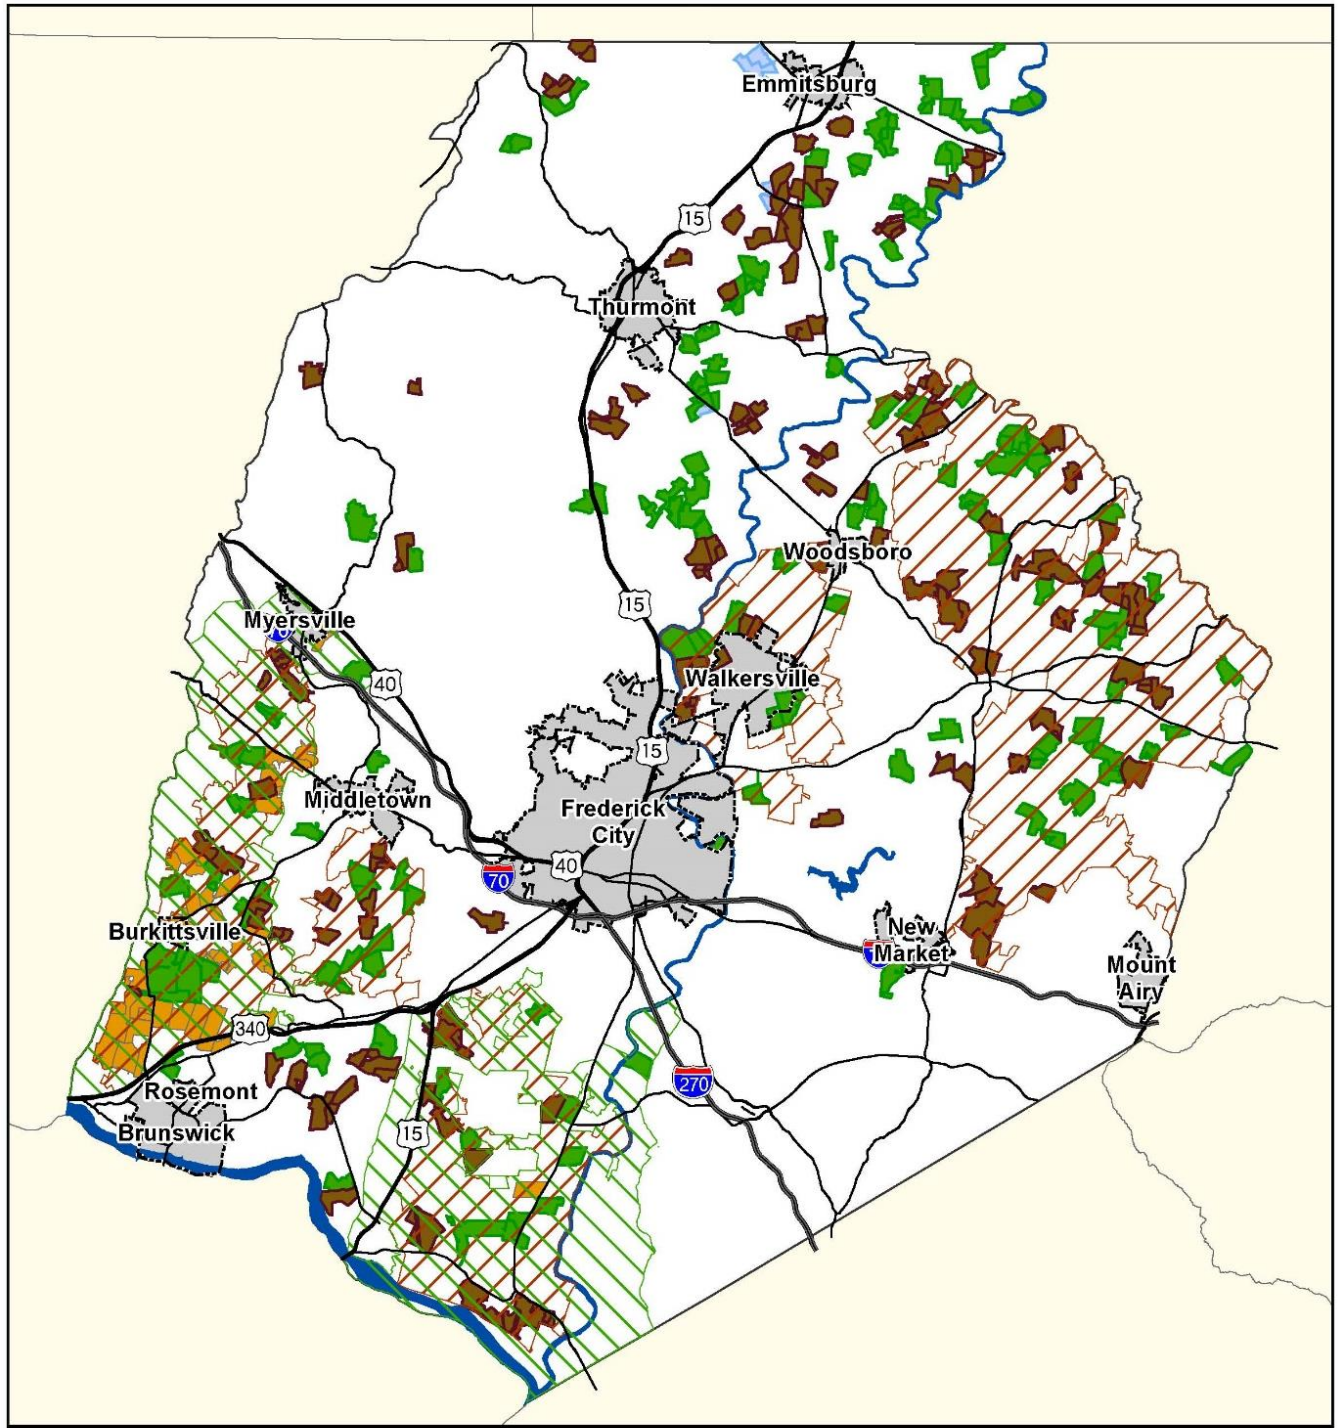 Emmitsburg
15
Thurmont
Woodsboro
15
Myersville
40
Walkersville
15
Middletown
Frederick
City
40
70
Burkittsville
New
Market
Mount
Airy
340
Rosemont
270
Brunswick
15